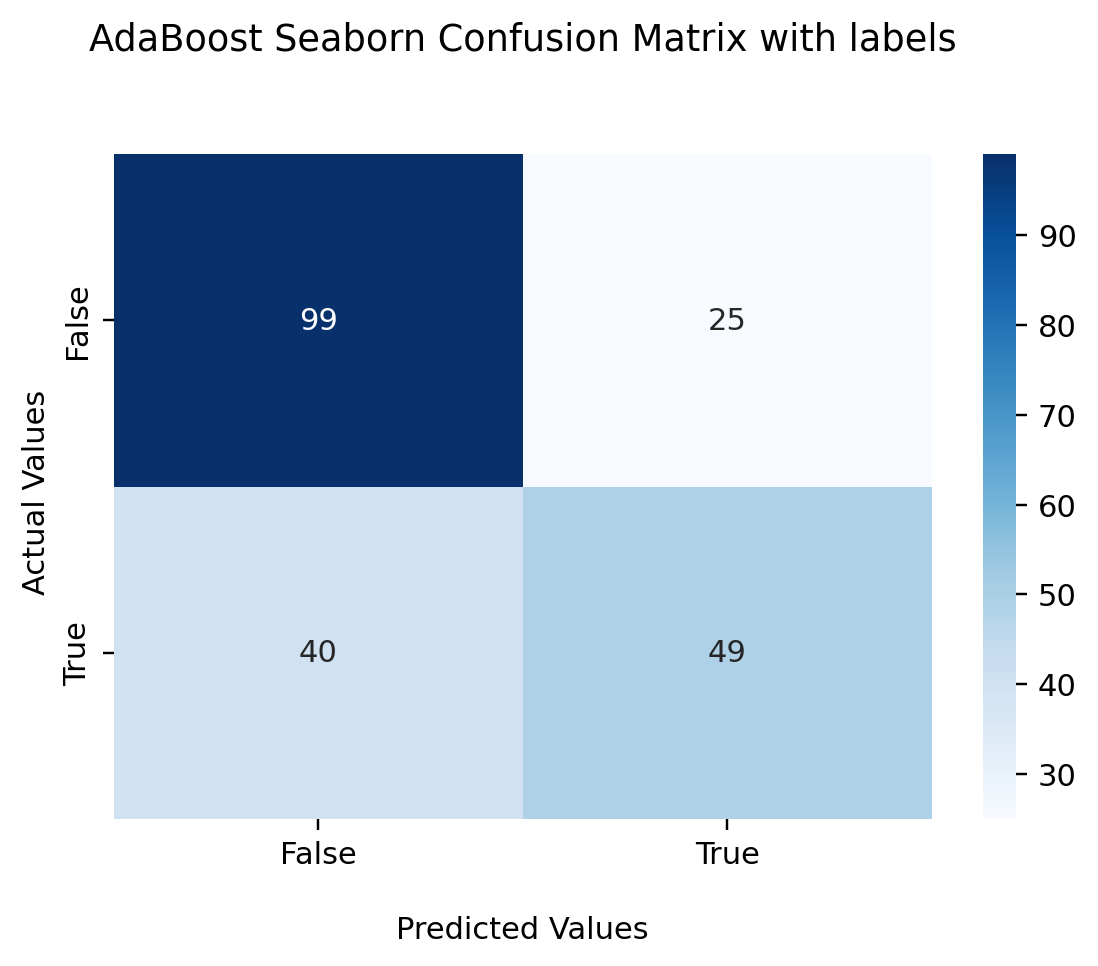 AdaBoost Seaborn Confusion Matrix with labels
Actual Values
False
True
99
25
40
49
False
True
Predicted Values
90
80
70
60
50
40
30